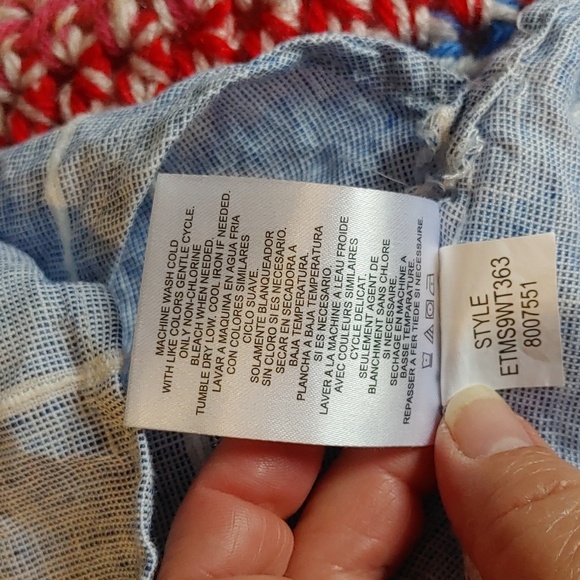 MACHINE WASH COLD
WITH LIKE COLORS GENTLE CYCLE.
ONLY NON-CHLORINE
BLEACH WHEN NEEDED.
TUMBLE DRY LOW, COOL IRON IF NEEDED.
LAVAR A MAQUINA EN AGUA FRIA
CON COLORES SIMILARES
CICLO SUAVE.
SOLAMENTE BLANQUEADOR
SIN CLORO SI ES NECESARIO.
SECAR EN SECADORA A
BAJA TEMPERATURA.
PLANCHA A BAJA TEMPERATURA
SI ES NECESARIO.
LAVER A LA MACHINE A L'EAU FROIDE
AVEC COULEURS SIMILAIRES
CYCLE DELICAT.
SEULEMENT AGENT DE
BLANCHIMENT SANS CHLORE
SI NECESSAIRE.
SECHAGE EN MACHINE A
BASSE TEMPERATURE.
REPASSER A FER TIEDE SI NECESSAIRE.
STYLE
ETMS9WT363
8007551